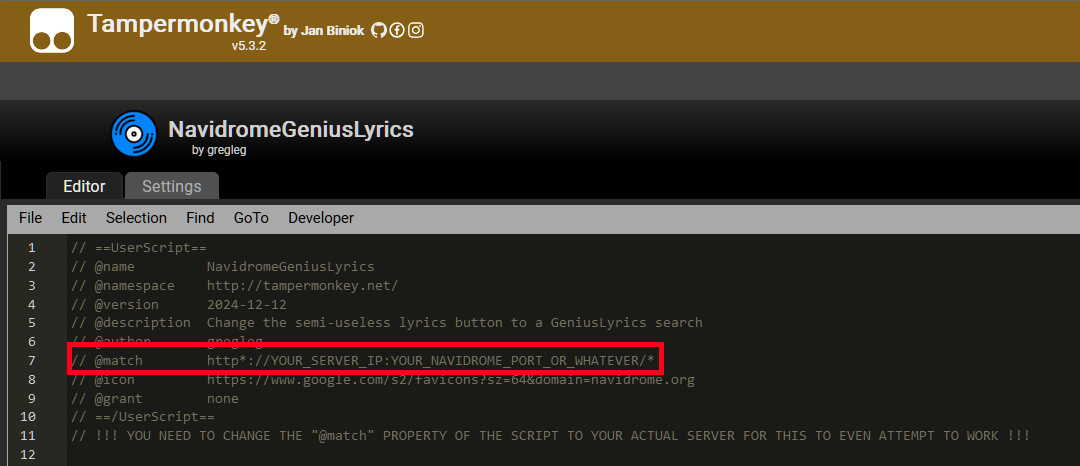 Tampermonkey® by Jan Biniok
v5.3.2
NavidromeGeniusLyrics
by gregleg
Editor Settings
File Edit Selection Find GoTo Developer
1 // ==UserScript==
2 // @name NavidromeGeniusLyrics
3 // @namespace http://tampermonkey.net/
4 // @version 2024-12-12
5 // @description Change the semi-useless lyrics button to a GeniusLyrics search
6 // @author gregleg
7 // @match http*://YOUR_SERVER_IP:YOUR_NAVIDROME_PORT_OR_WHATEVER/*
8 // @icon https://www.google.com/s2/favicons?sz=64&domain=navidrome.org
9 // @grant none
10 // ==/UserScript==
11 // !!! YOU NEED TO CHANGE THE "@match" PROPERTY OF THE SCRIPT TO YOUR ACTUAL SERVER FOR THIS TO EVEN ATTEMPT TO WORK !!!
12